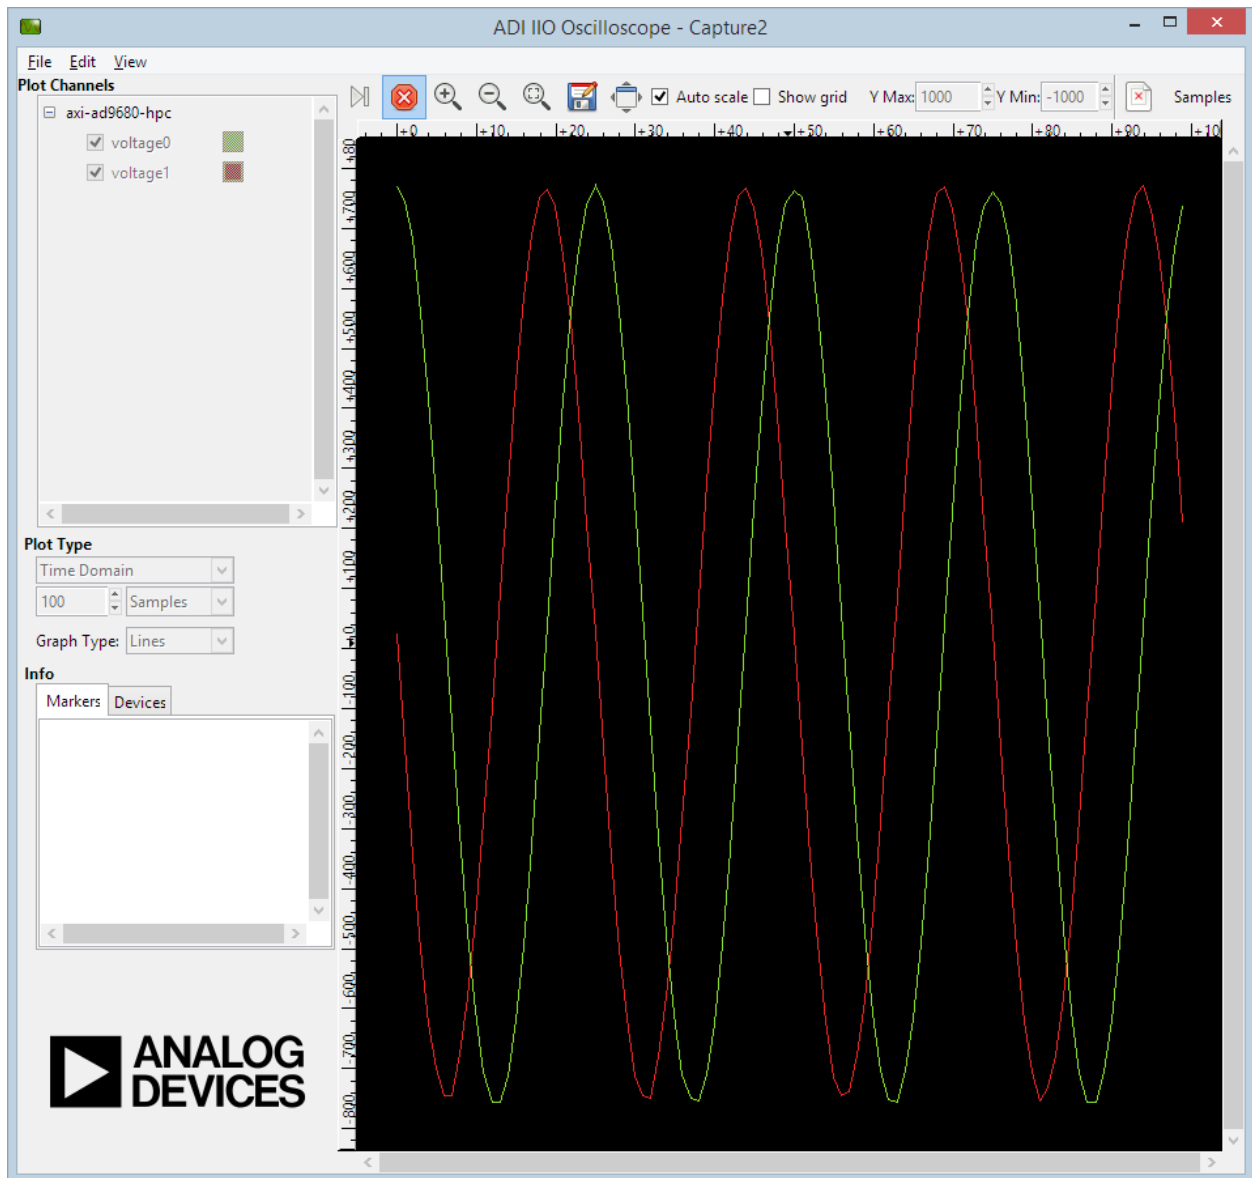 ADI IIO Oscilloscope - Capture2
File Edit View
Plot Channels
axi-ad9680-hpc
voltage0
voltage1
Auto scale Show grid Y Max: 1000 Y Min: -1000 Samples
+0 +10 +20 +30 +40 +50 +60 +70 +80 +90 +10
+80
+700
+600
+500
+400
+300
+200
+100
+0
-100
-200
-300
-400
-500
-600
-700
-800
Plot Type
Time Domain
100 Samples
Graph Type: Lines
Info
Markers Devices
ANALOG
DEVICES